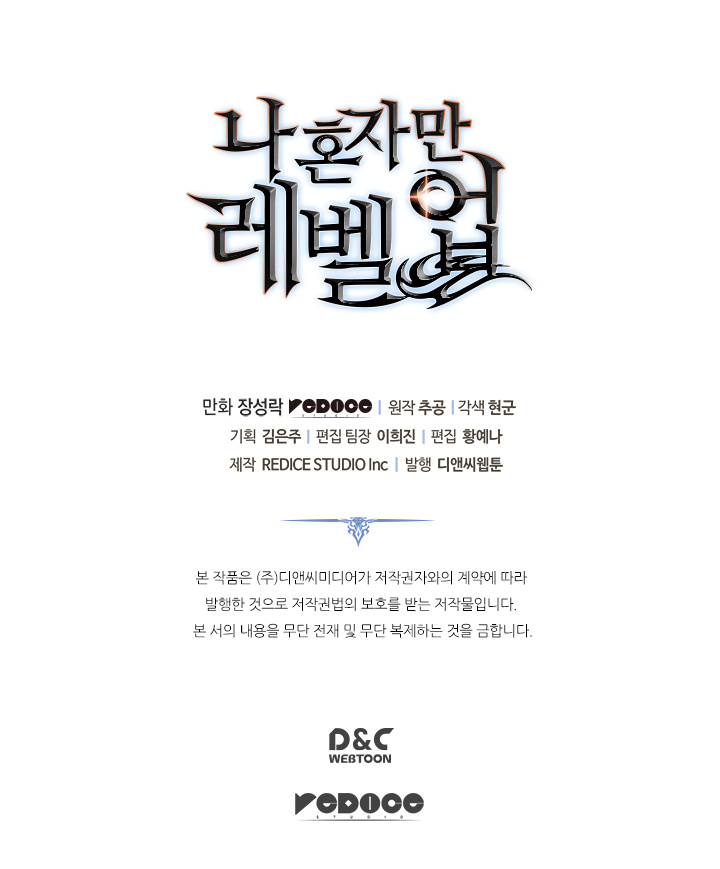 나 혼자만
레벨업
만화 장성락 REDICE STUDIO | 원작 추공 | 각색 현군
기획 김은주 | 편집 팀장 이희진 | 편집 황예나
제작 REDICE STUDIO Inc | 발행 디앤씨웹툰
본 작품은 (주)디앤씨미디어가 저작권자와의 계약에 따라
발행한 것으로 저작권법의 보호를 받는 저작물입니다.
본 서의 내용을 무단 전재 및 무단 복제하는 것을 금합니다.
D&C
WEBTOON
REDICE
STUDIO